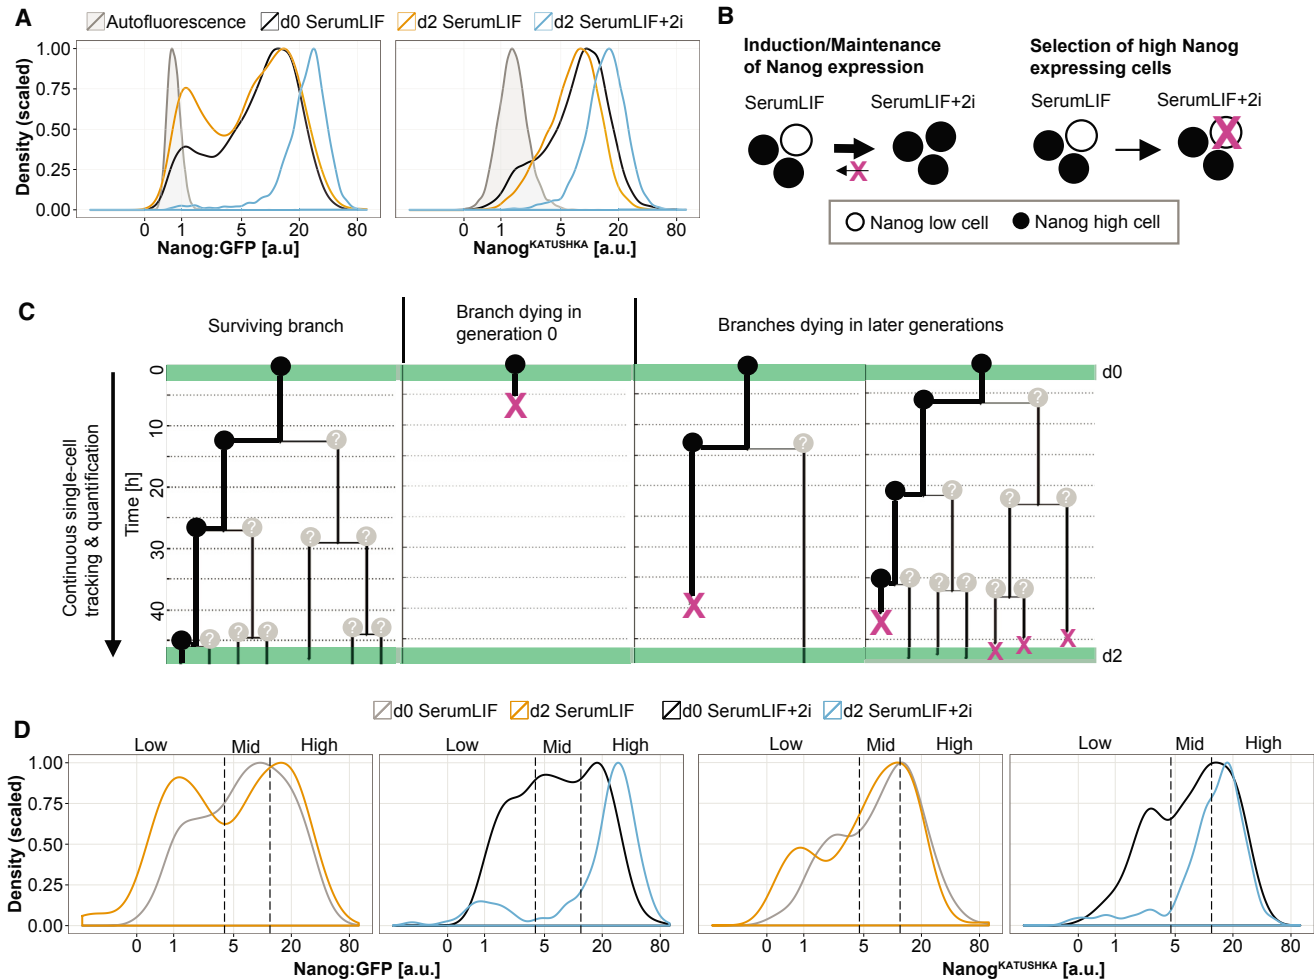 A
Autofluorescence d0 SerumLIF d2 SerumLIF d2 SerumLIF+2i
Density (scaled)
1.00
0.75
0.50
0.25
0.00
0 1 5 20 80
Nanog:GFP [a.u]
0 1 5 20 80
Nanog^KATUSHKA [a.u.]
B
Induction/Maintenance
of Nanog expression
SerumLIF SerumLIF+2i
X
Selection of high Nanog
expressing cells
SerumLIF SerumLIF+2i
X
Nanog low cell Nanog high cell
C
Surviving branch
Branch dying in
generation 0
Branches dying in later generations
Continuous single-cell
tracking & quantification
Time [h]
0
10
20
30
40
d0
d2
? ? ? ? ? ? ? ? ?
X
? X
? ? ? ? ? ? ? ? ? X X X X
D
d0 SerumLIF d2 SerumLIF d0 SerumLIF+2i d2 SerumLIF+2i
Low Mid High
Low Mid High
Low Mid High
Low Mid High
Density (scaled)
1.00
0.75
0.50
0.25
0.00
0 1 5 20 80
0 1 5 20 80
Nanog:GFP [a.u.]
0 1 5 20 80
0 1 5 20 80
Nanog^KATUSHKA [a.u.]